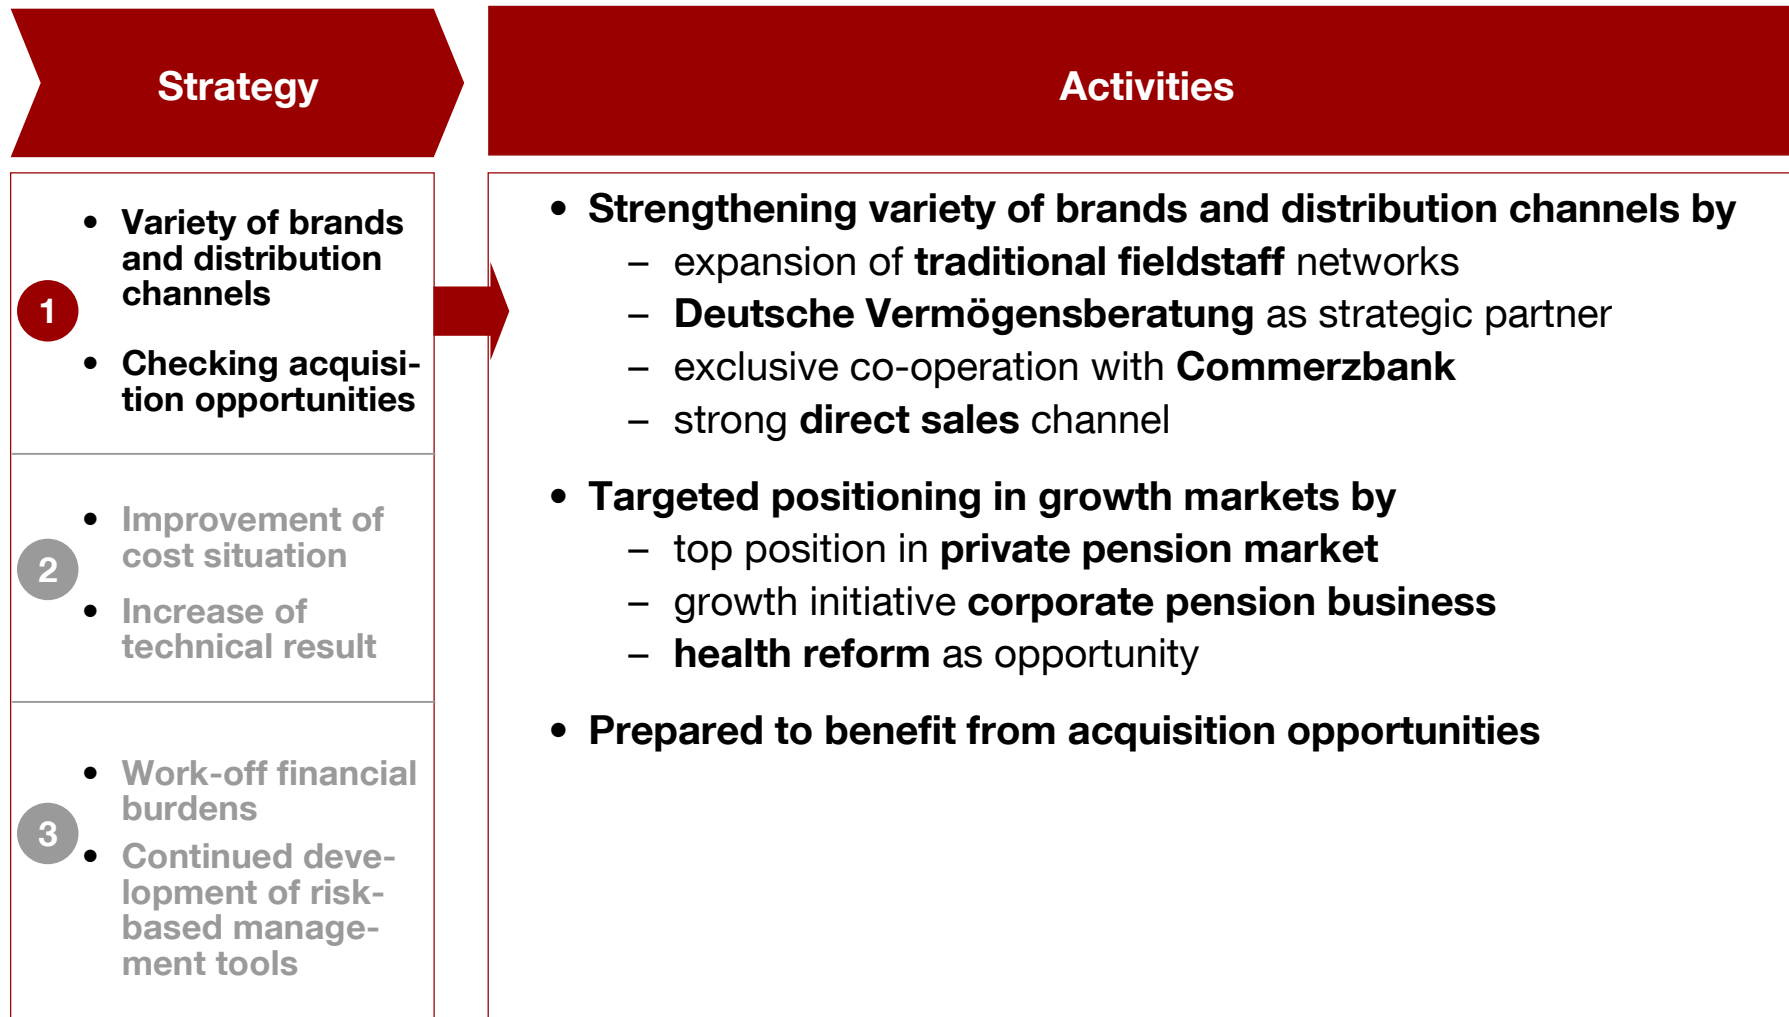 Strategy
Activities
1
• Variety of brands
and distribution
channels
• Checking acquisi-
tion opportunities
2
• Improvement of
cost situation
• Increase of
technical result
3
• Work-off financial
burdens
• Continued deve-
lopment of risk-
based manage-
ment tools
• Strengthening variety of brands and distribution channels by
– expansion of traditional fieldstaff networks
– Deutsche Vermögensberatung as strategic partner
– exclusive co-operation with Commerzbank
– strong direct sales channel
• Targeted positioning in growth markets by
– top position in private pension market
– growth initiative corporate pension business
– health reform as opportunity
• Prepared to benefit from acquisition opportunities